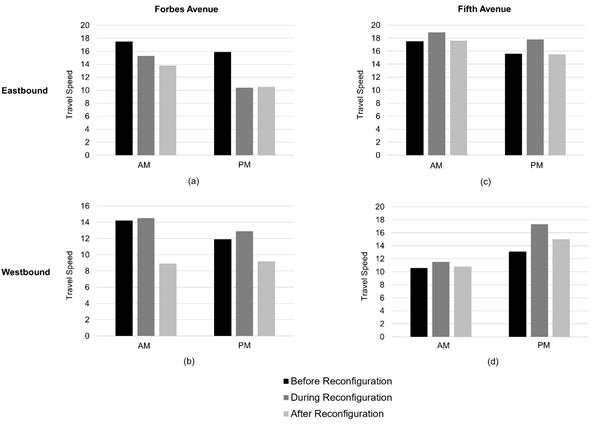 Forbes Avenue
Fifth Avenue
Eastbound
Travel Speed
20
18
16
14
12
10
8
6
4
2
0
AM
PM
(a)
Travel Speed
20
18
16
14
12
10
8
6
4
2
0
AM
PM
(c)
Westbound
Travel Speed
16
14
12
10
8
6
4
2
0
AM
PM
(b)
Travel Speed
20
18
16
14
12
10
8
6
4
2
0
AM
PM
(d)
Before Reconfiguration
During Reconfiguration
After Reconfiguration